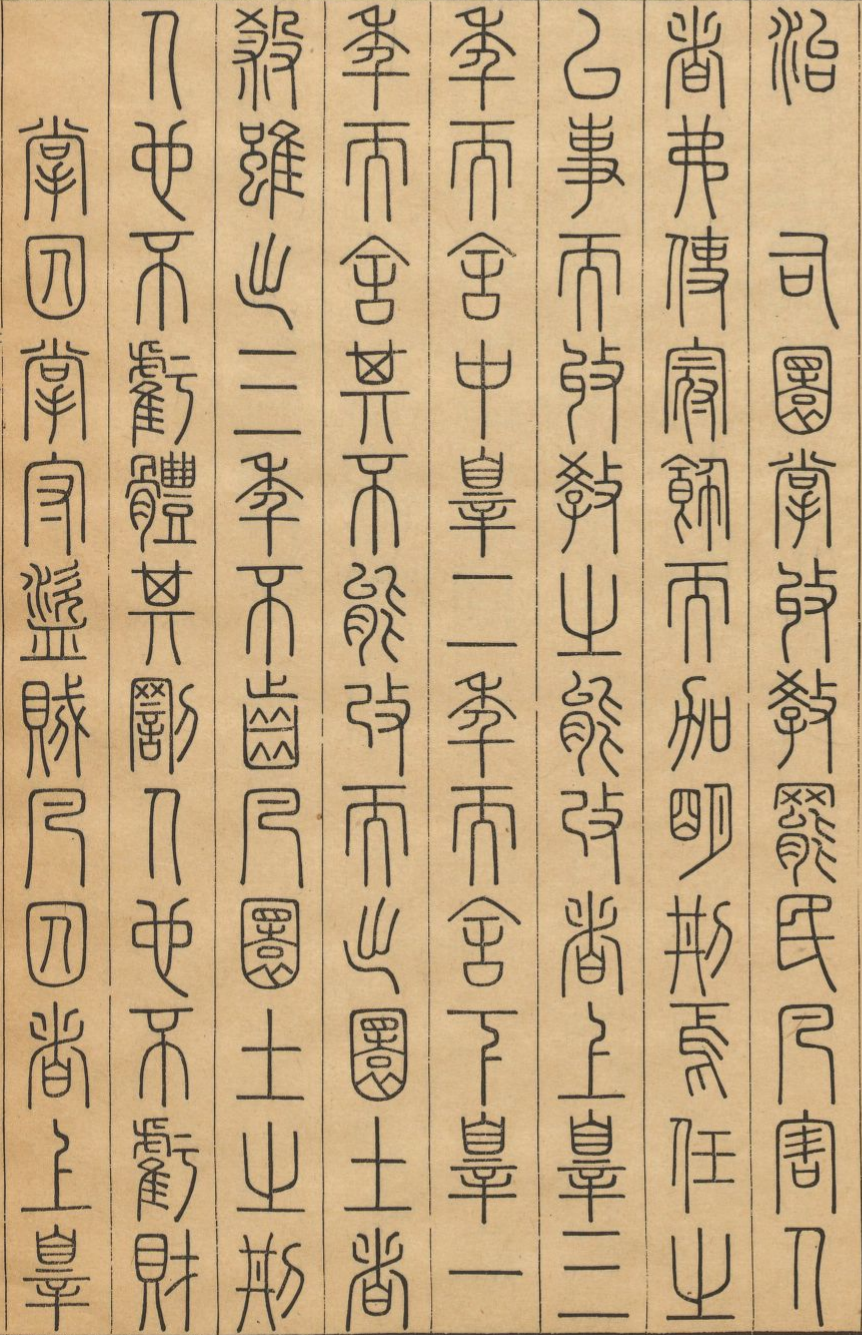 治　司圜掌收教罷民凡害人
者弗使冠飾而加明刑焉任之
以事而收教之能改者上辠三
年而舍中辠二年而舍下辠一
年而舍其不能改而出圜土者
殺雖出三年不齒凡圜土之刑
人也不虧體其罰人也不虧財
掌囚掌守盜賊凡囚者上辠